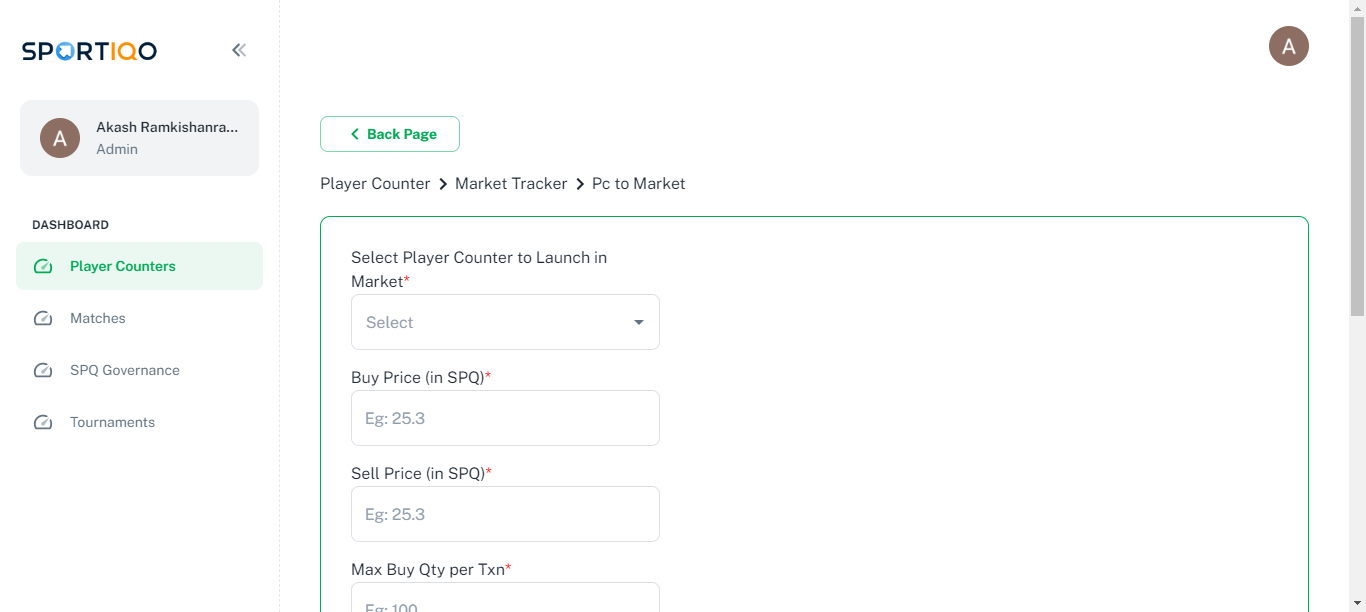 SPORTIQO
A
A
Akash Ramkishanra...
Admin
Back Page
Player Counter > Market Tracker > Pc to Market
DASHBOARD
Player Counters
Matches
SPQ Governance
Tournaments
Select Player Counter to Launch in
Market*
Select
Buy Price (in SPQ)*
Eg: 25.3
Sell Price (in SPQ)*
Eg: 25.3
Max Buy Qty per Txn*
Eg: 100